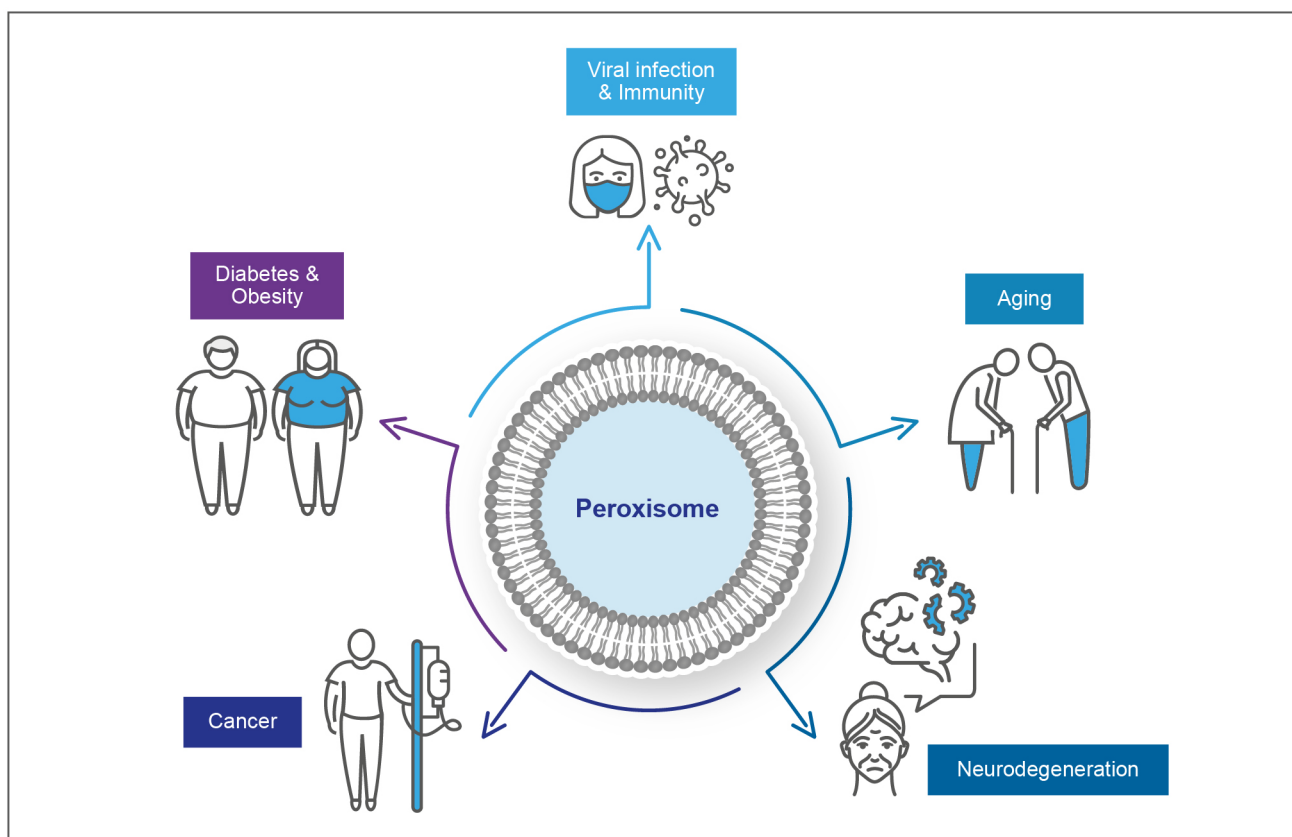 Viral infection
& Immunity
Diabetes &
Obesity
Aging
Peroxisome
Cancer
Neurodegeneration